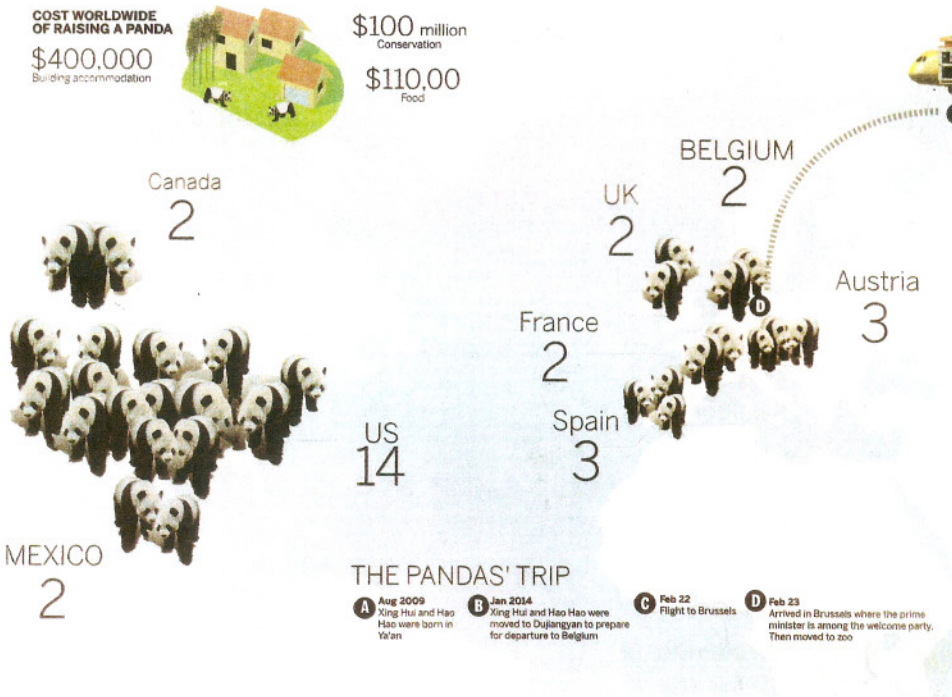 COST WORLDWIDE
OF RAISING A PANDA
$400,000
Building accommodation
$100 million
Conservation
$110,00
Food
Canada
2
BELGIUM
2
UK
2
Austria
3
France
2
Spain
3
US
14
MEXICO
2
D
THE PANDAS' TRIP
A Aug 2009
Xing Hui and Hao
Hao were born in
Ya'an
B Jan 2014
Xing Hui and Hao Hao were
moved to Dujiangyan to prepare
for departure to Belgium
C Feb 22
Flight to Brussels
D Feb 23
Arrived in Brussels where the prime
minister is among the welcome party.
Then moved to zoo